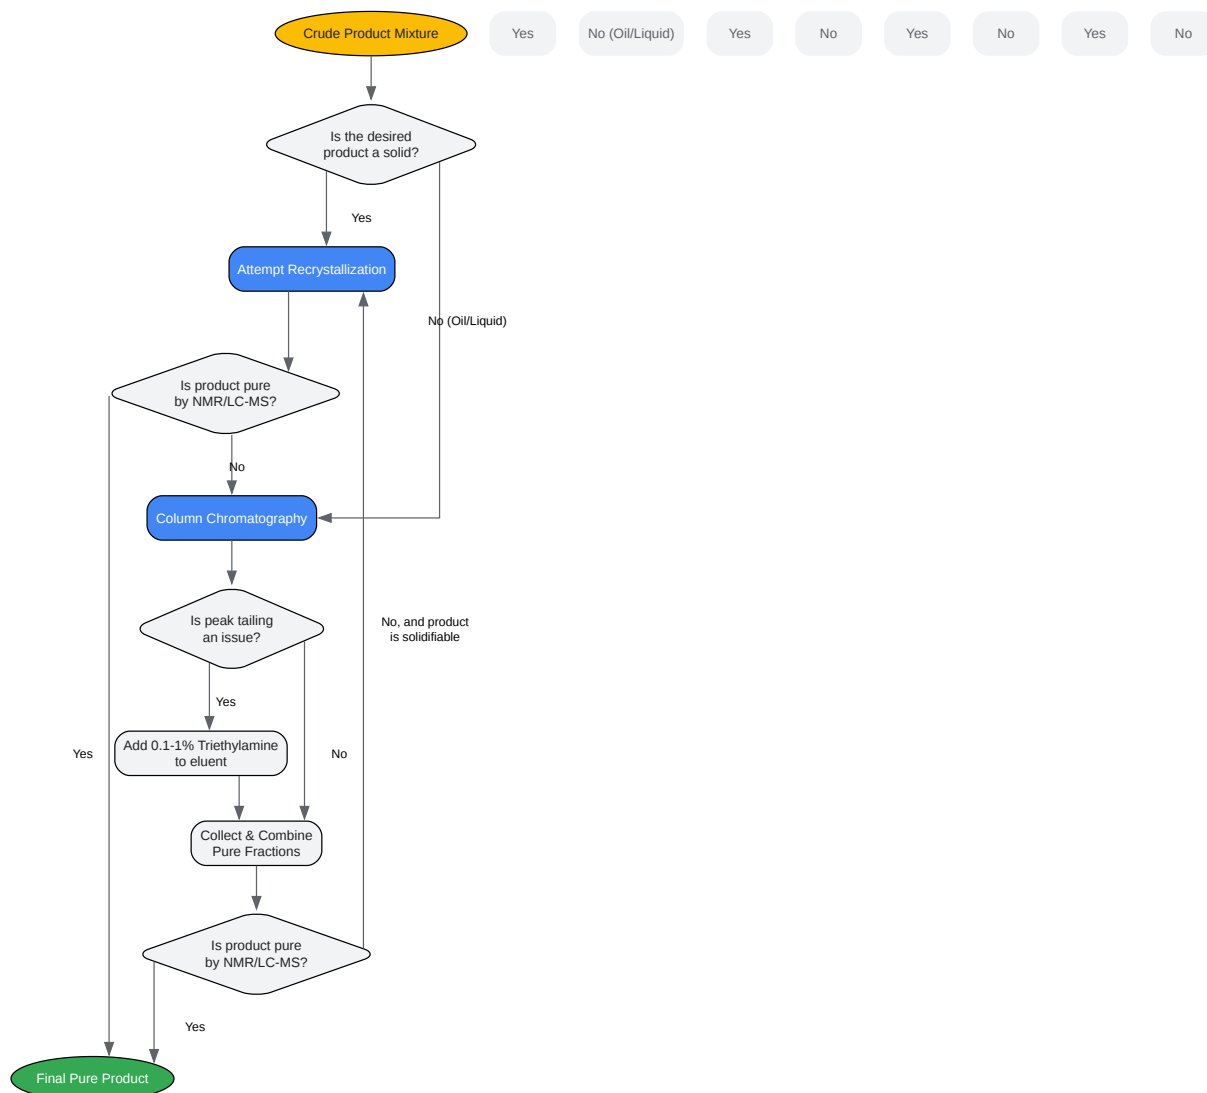 Crude Product Mixture
Yes
No (Oil/Liquid)
Yes
No
Yes
No
Yes
No
Is the desired
product a solid?
Yes
Attempt Recrystallization
No (Oil/Liquid)
Is product pure
by NMR/LC-MS?
No
Column Chromatography
Is peak tailing
an issue?
No, and product
is solidifiable
Yes
Add 0.1-1% Triethylamine
to eluent
Yes
No
Collect & Combine
Pure Fractions
Is product pure
by NMR/LC-MS?
Yes
Final Pure Product